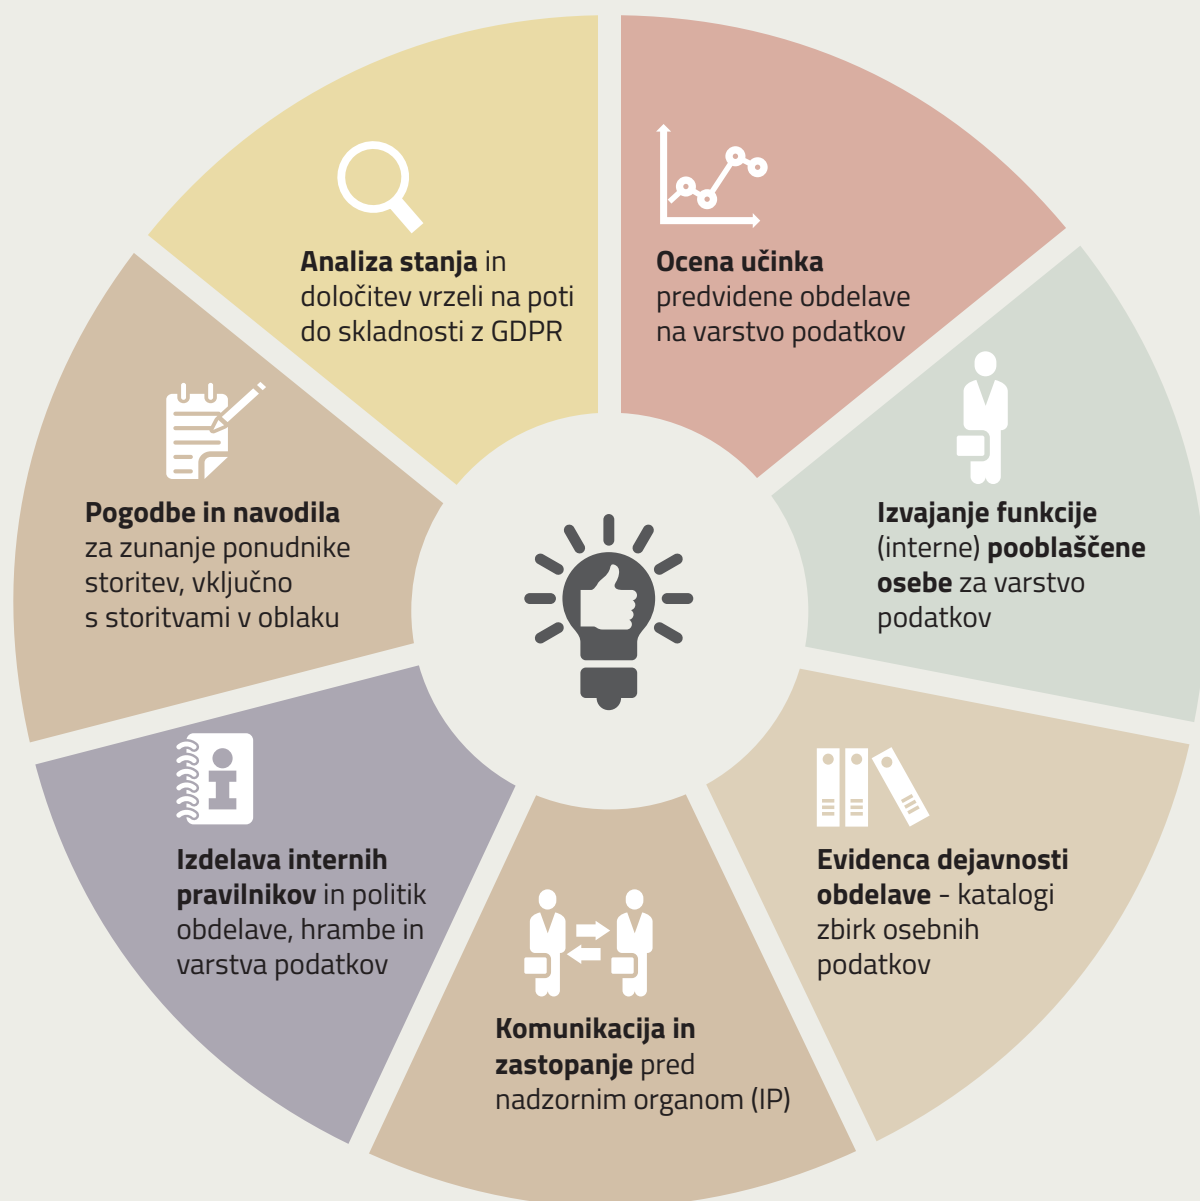 Analiza stanja in
določitev vrzeli na poti
do skladnosti z GDPR
Ocena učinka
predvidene obdelave
na varstvo podatkov
Izvajanje funkcije
(interne) pooblaščene
osebe za varstvo
podatkov
Evidenca dejavnosti
obdelave - katalogi
zbirk osebnih
podatkov
Komunikacija in
zastopanje pred
nadzornim organom (IP)
Izdelava internih
pravilnikov in politik
obdelave, hrambe in
varstva podatkov
Pogodbe in navodila
za zunanje ponudnike
storitev, vključno
s storitvami v oblaku